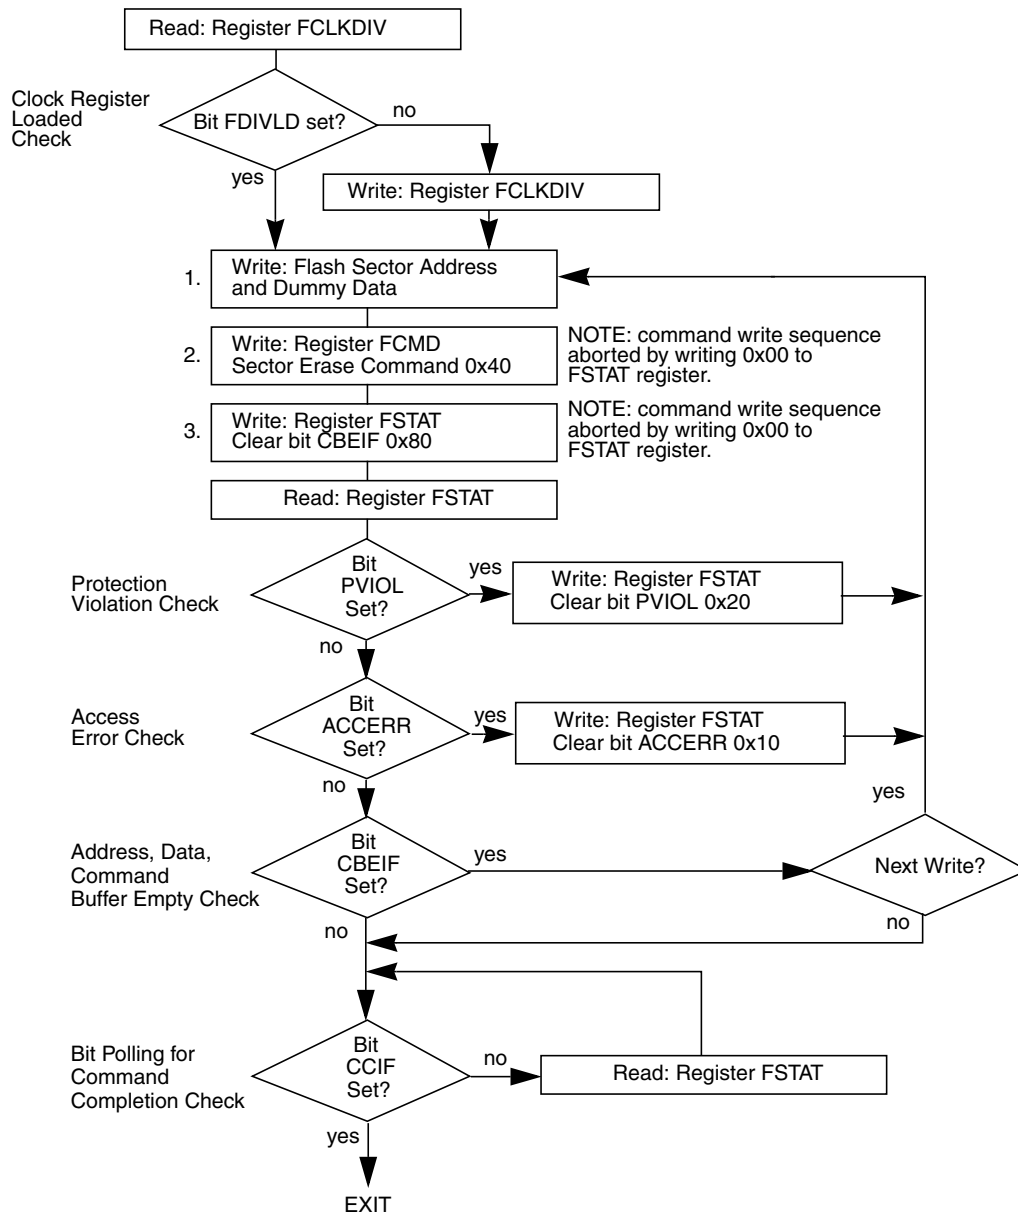 Read: Register FCLKDIV
Clock Register
Loaded
Check
Bit FDIVLD set?
no
yes
Write: Register FCLKDIV
1.
Write: Flash Sector Address
and Dummy Data
2.
Write: Register FCMD
Sector Erase Command 0x40
NOTE: command write sequence
aborted by writing 0x00 to
FSTAT register.
3.
Write: Register FSTAT
Clear bit CBEIF 0x80
NOTE: command write sequence
aborted by writing 0x00 to
FSTAT register.
Read: Register FSTAT
Protection
Violation Check
Bit
PVIOL
Set?
yes
Write: Register FSTAT
Clear bit PVIOL 0x20
no
Access
Error Check
Bit
ACCERR
Set?
yes
Write: Register FSTAT
Clear bit ACCERR 0x10
no
yes
Address, Data,
Command
Buffer Empty Check
Bit
CBEIF
Set?
yes
Next Write?
no
no
Bit Polling for
Command
Completion Check
Bit
CCIF
Set?
no
Read: Register FSTAT
yes
EXIT